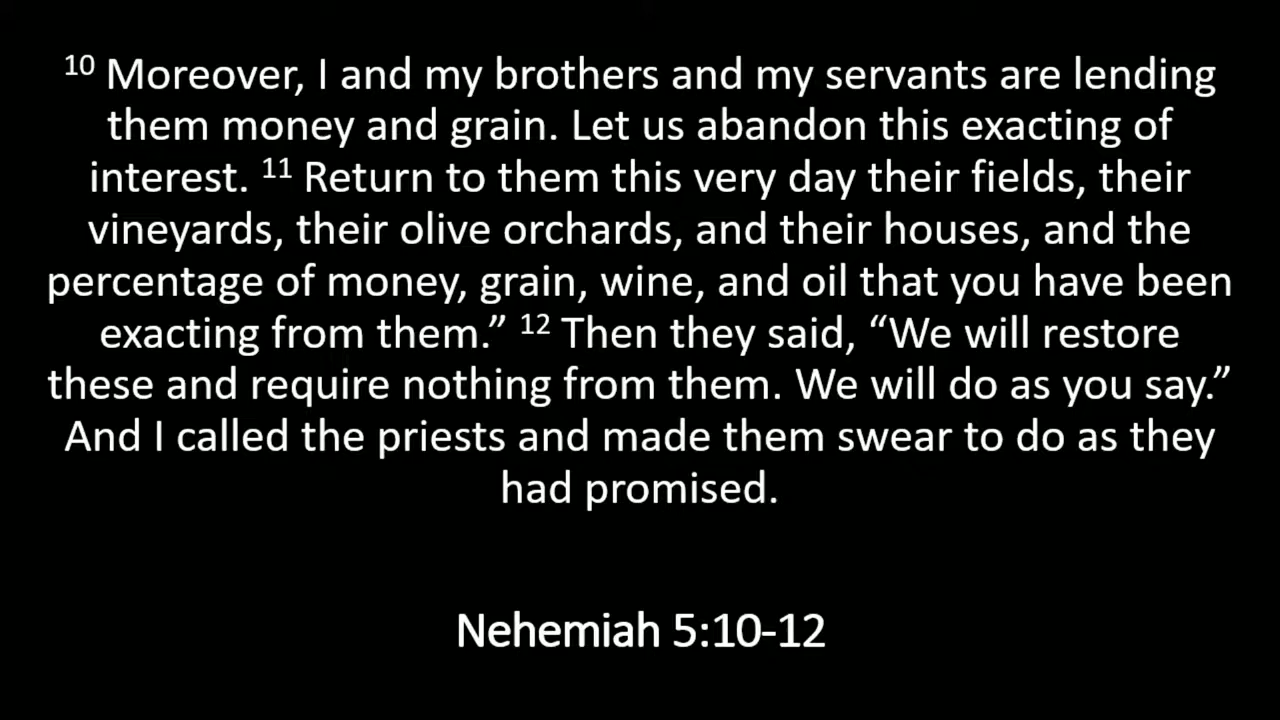 ¹⁰ Moreover, I and my brothers and my servants are lending
them money and grain. Let us abandon this exacting of
interest. ¹¹ Return to them this very day their fields, their
vineyards, their olive orchards, and their houses, and the
percentage of money, grain, wine, and oil that you have been
exacting from them.” ¹² Then they said, “We will restore
these and require nothing from them. We will do as you say.”
And I called the priests and made them swear to do as they
had promised.
Nehemiah 5:10-12